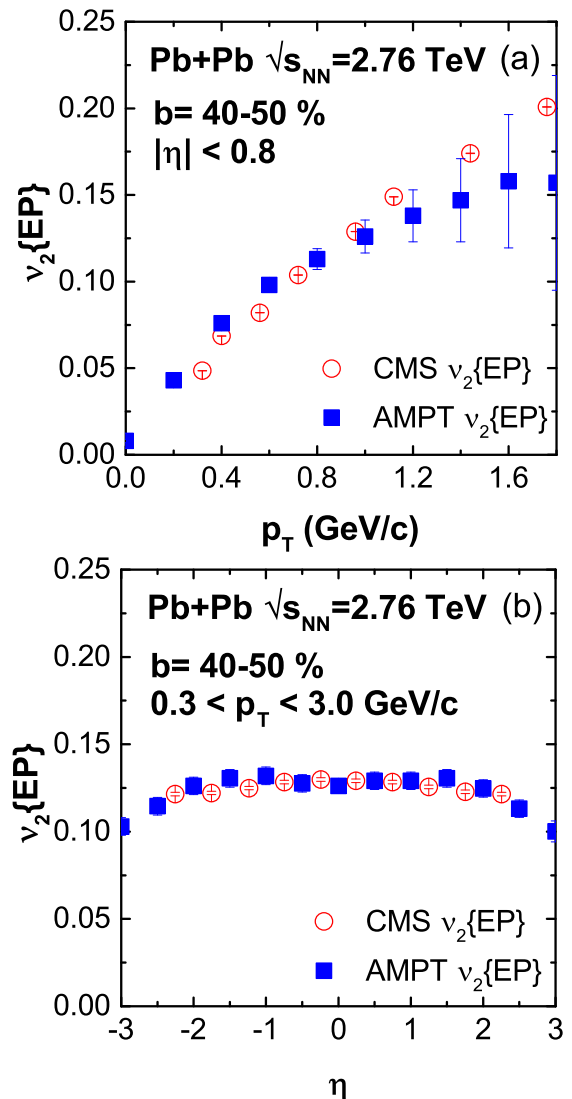 0.25
0.20
0.15
0.10
0.05
0.00
ν₂{EP}
Pb+Pb √s_NN=2.76 TeV (a)
b= 40-50 %
|η| < 0.8
CMS ν₂{EP}
AMPT ν₂{EP}
0.0 0.4 0.8 1.2 1.6
p_T (GeV/c)
0.25
0.20
0.15
0.10
0.05
0.00
ν₂{EP}
Pb+Pb √s_NN=2.76 TeV (b)
b= 40-50 %
0.3 < p_T < 3.0 GeV/c
CMS ν₂{EP}
AMPT ν₂{EP}
-3 -2 -1 0 1 2 3
η